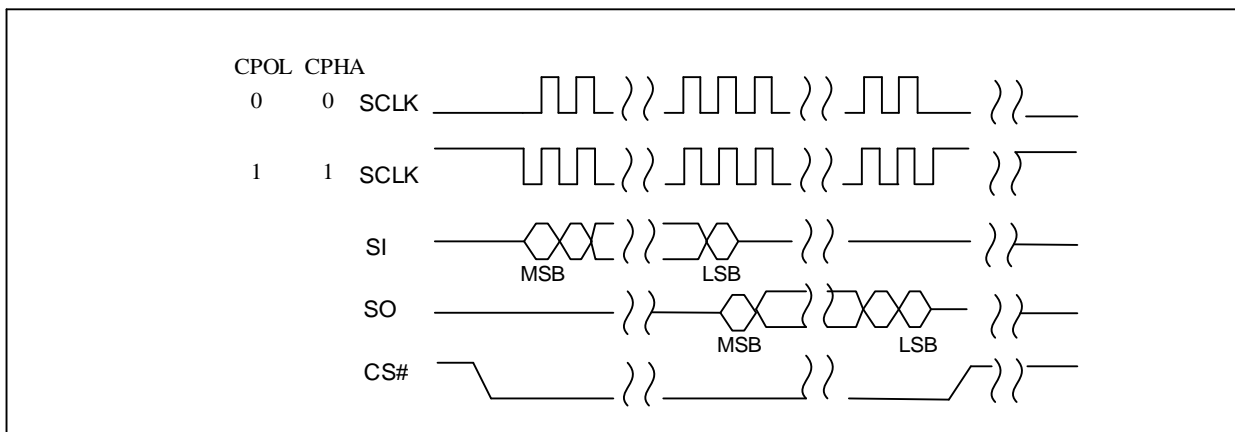 CPOL CPHA
0 0 SCLK
1 1 SCLK
SI
MSB LSB
SO
MSB LSB
CS#